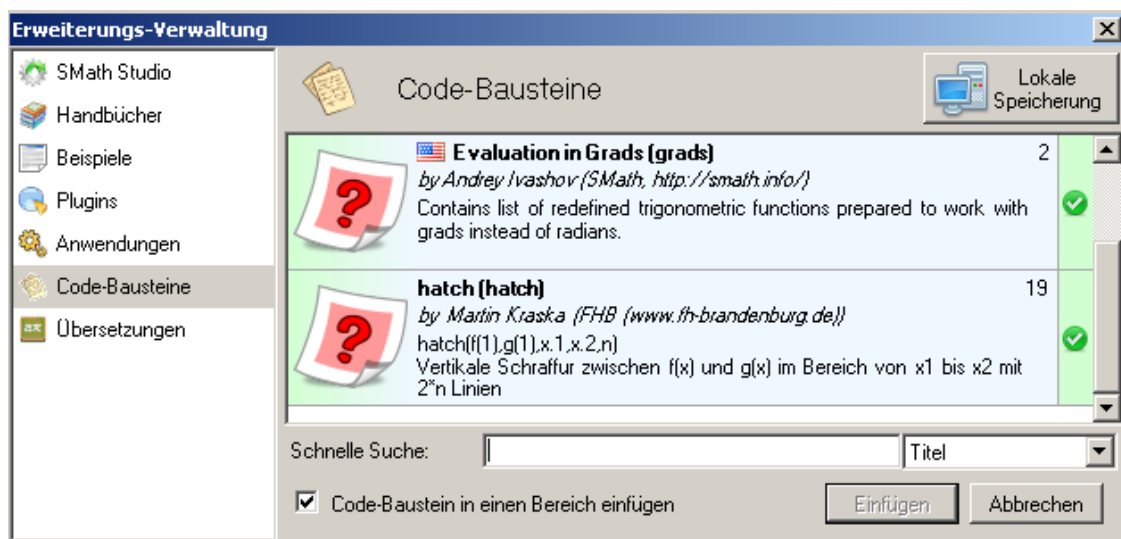 Erweiterungs-Verwaltung
SMath Studio
Handbücher
Beispiele
Plugins
Anwendungen
Code-Bausteine
Übersetzungen
Code-Bausteine
Lokale
Speicherung
Evaluation in Grads (grads) 2
by Andrey Ivashov (SMath, http://smath.info/)
Contains list of redefined trigonometric functions prepared to work with
grads instead of radians.
hatch (hatch) 19
by Martin Kraska (FHB (www.fh-brandenburg.de))
hatch(f(1),g(1),x.1,x.2,n)
Vertikale Schraffur zwischen f(x) und g(x) im Bereich von x1 bis x2 mit
2*n Linien
Schnelle Suche: Titel
Code-Baustein in einen Bereich einfügen Einfügen Abbrechen